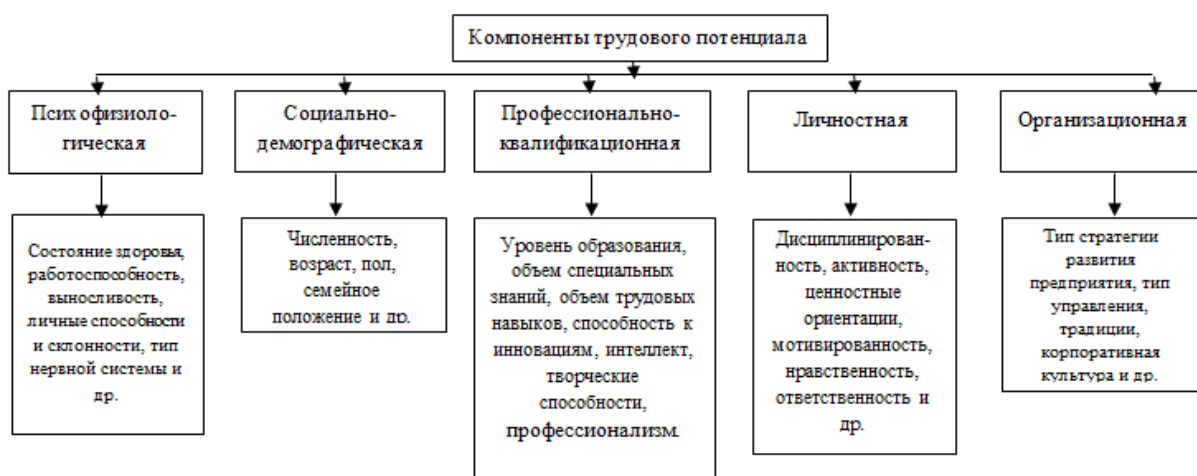 Компоненты трудового потенциала
Псих офизиоло-
гическая
Социально-
демографическая
Профессионально-
квалификационная
Личностная
Организационная
Состояние здоровья,
работоспособность,
выносливость,
личные способности
и склонности, тип
нервной системы и
др.
Численность,
возраст, пол,
семейное
положение и др.
Уровень образования,
объем специальных
знаний, объем трудовых
навыков, способность к
инновациям, интеллект,
творческие
способности,
профессионализм.
Дисциплинирован-
ность, активность,
ценностные
ориентации,
мотивированность,
нравственность,
ответственность и
др.
Тип стратегии
развития
предприятия, тип
управления,
традиции,
корпоративная
культура и др.